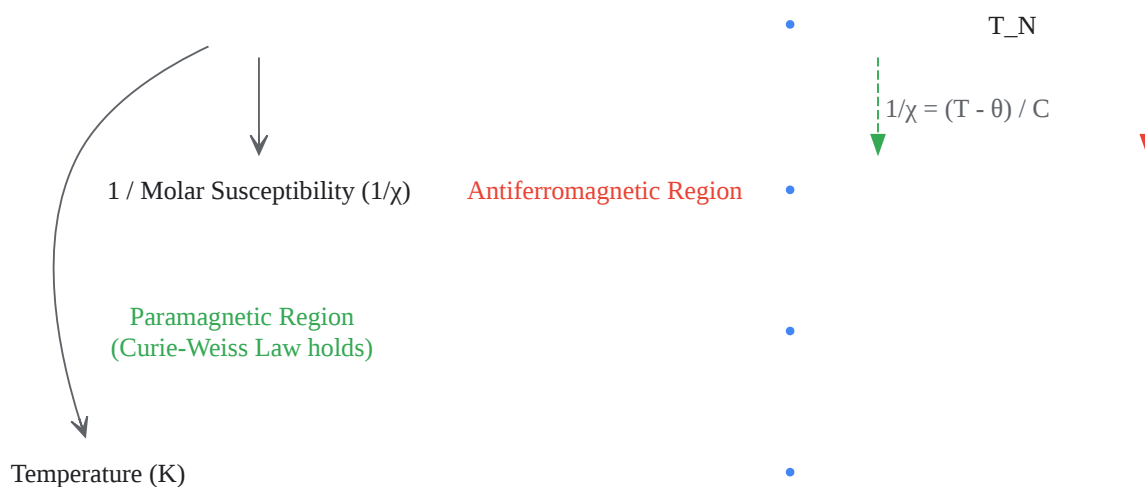 T_N
1/χ = (T - θ) / C
1 / Molar Susceptibility (1/χ)
Antiferromagnetic Region
Paramagnetic Region
(Curie-Weiss Law holds)
Temperature (K)